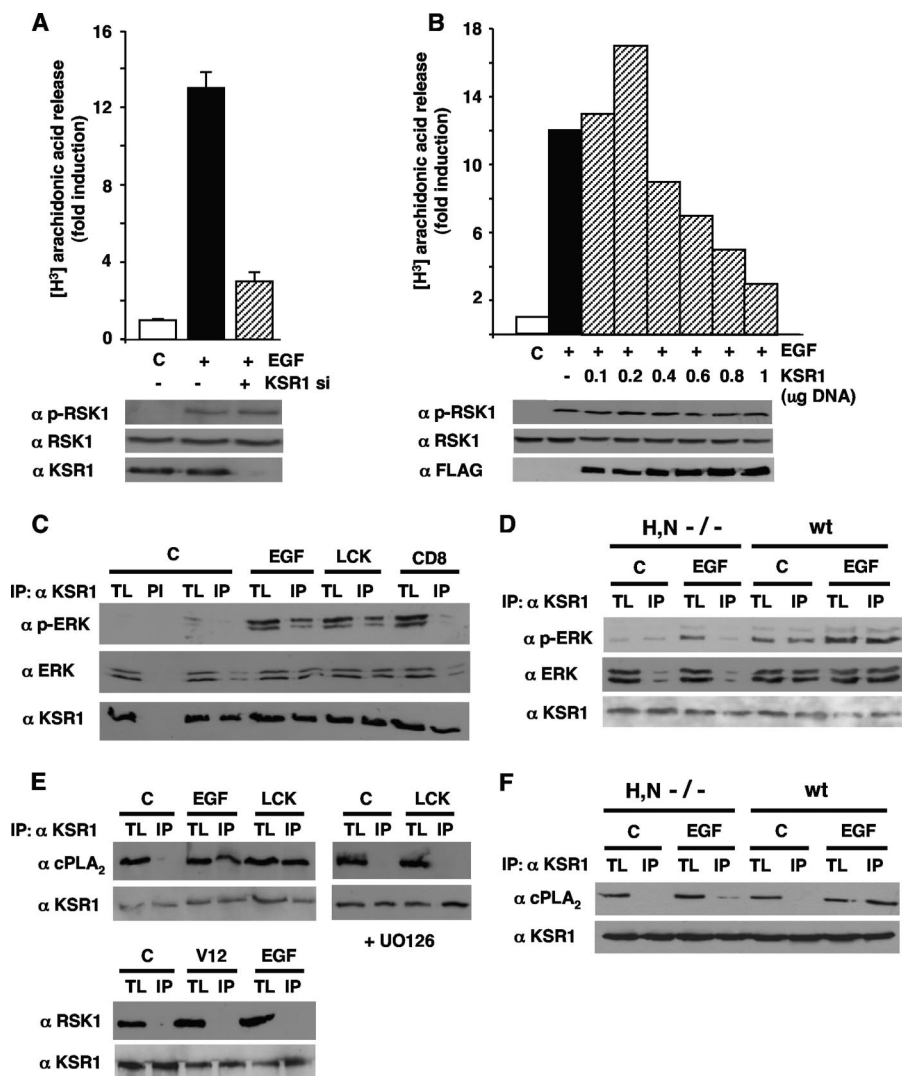 A
[H³] arachidonic acid release
(fold induction)
16
12
8
4
0
C + + EGF
- - + KSR1 si
α p-RSK1
α RSK1
α KSR1
B
[H³] arachidonic acid release
(fold induction)
18
14
10
6
2
C + + + + + + + EGF
- 0.1 0.2 0.4 0.6 0.8 1 KSR1
(μg DNA)
α p-RSK1
α RSK1
α FLAG
C
C EGF LCK CD8
IP: α KSR1 TL PI TL IP TL IP TL IP TL IP
α p-ERK
α ERK
α KSR1
D
H,N -/- wt
C EGF C EGF
IP: α KSR1 TL IP TL IP TL IP TL IP
α p-ERK
α ERK
α KSR1
E
C EGF LCK
IP: α KSR1 TL IP TL IP TL IP
α cPLA₂
α KSR1
C LCK
TL IP TL IP
+ UO126
C V12 EGF
TL IP TL IP TL IP
α RSK1
α KSR1
F
H,N -/- wt
C EGF C EGF
IP: α KSR1 TL IP TL IP TL IP TL IP
α cPLA₂
α KSR1